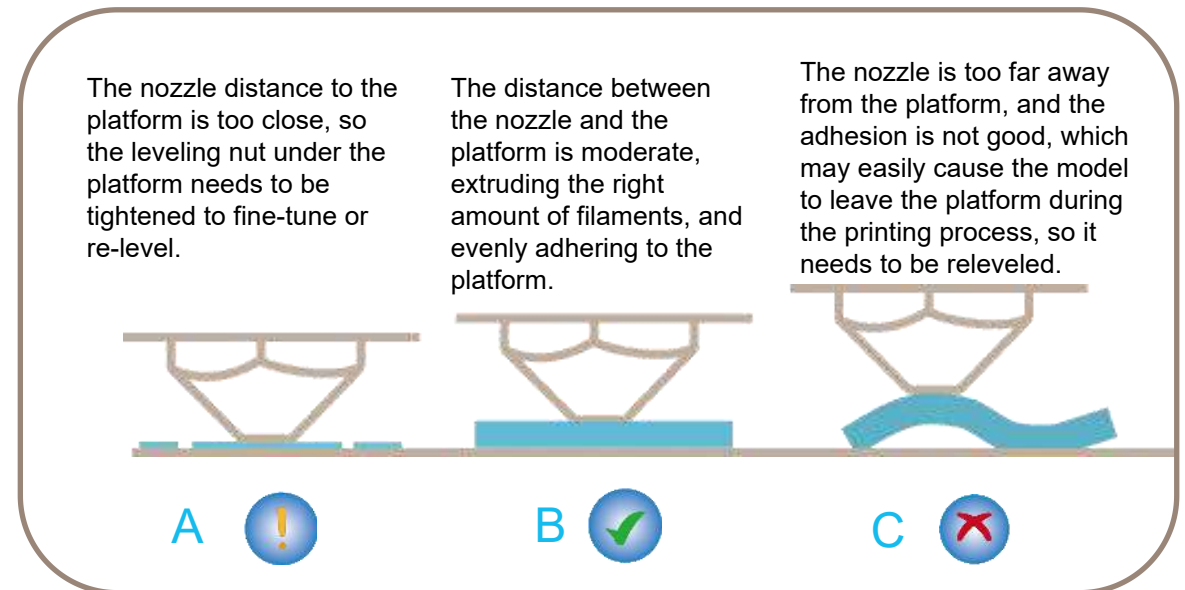 The nozzle distance to the
platform is too close, so
the leveling nut under the
platform needs to be
tightened to fine-tune or
re-level.
The distance between
the nozzle and the
platform is moderate,
extruding the right
amount of filaments, and
evenly adhering to the
platform.
The nozzle is too far away
from the platform, and the
adhesion is not good, which
may easily cause the model
to leave the platform during
the printing process, so it
needs to be releveled.
A
B
C